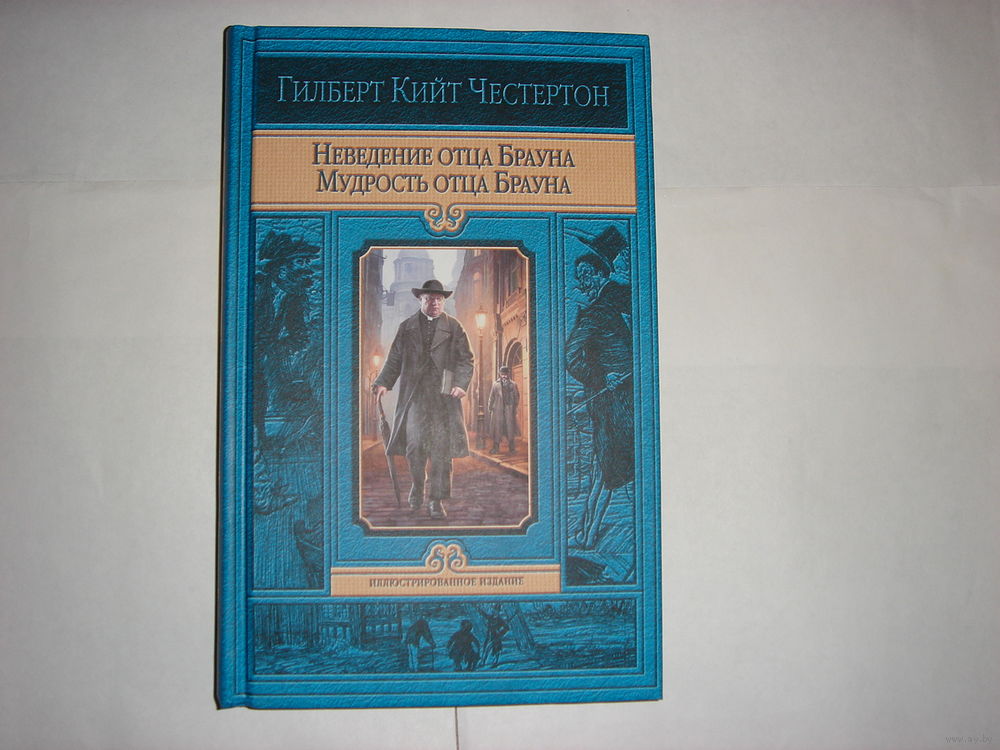 Гилберт Кийт Честертон
Неведение отца Брауна
Мудрость отца Брауна
иллюстрированное издание